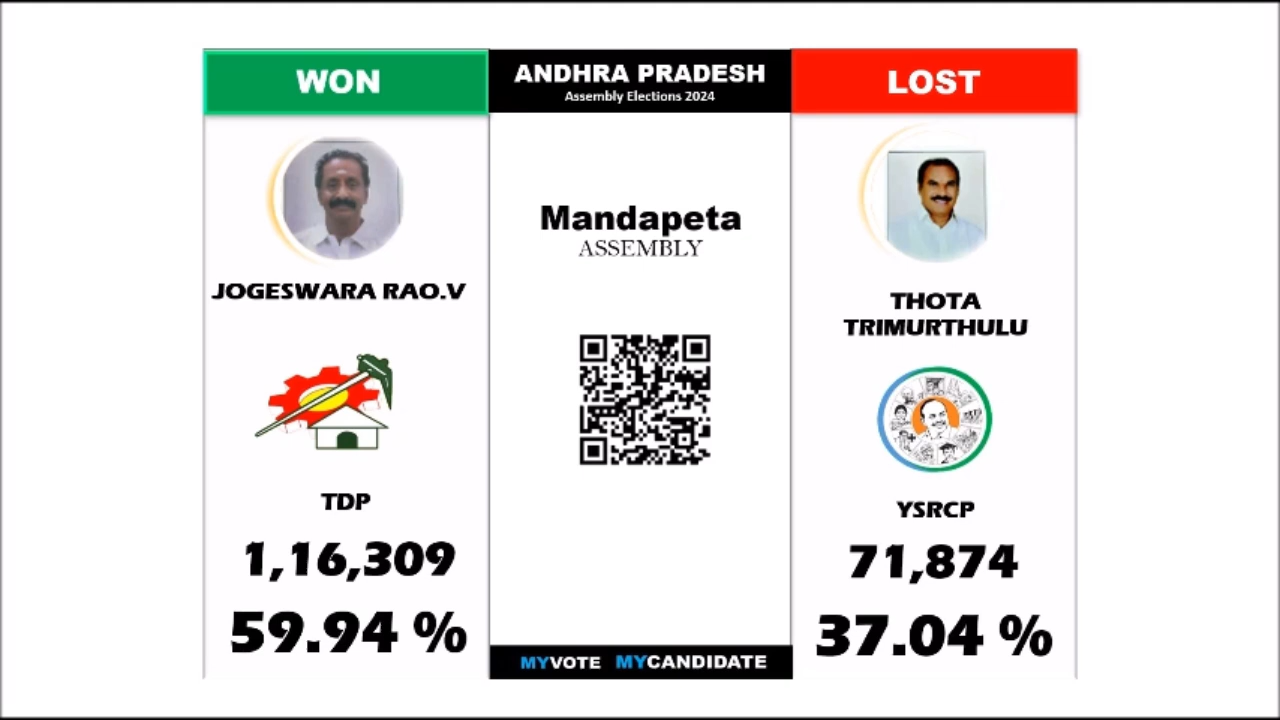 WON
JOGESWARA RAO.V
TDP
1,16,309
59.94 %
ANDHRA PRADESH
Assembly Elections 2024
Mandapeta
ASSEMBLY
MYVOTE MYCANDIDATE
LOST
THOTA
TRIMURTHULU
YSRCP
71,874
37.04 %